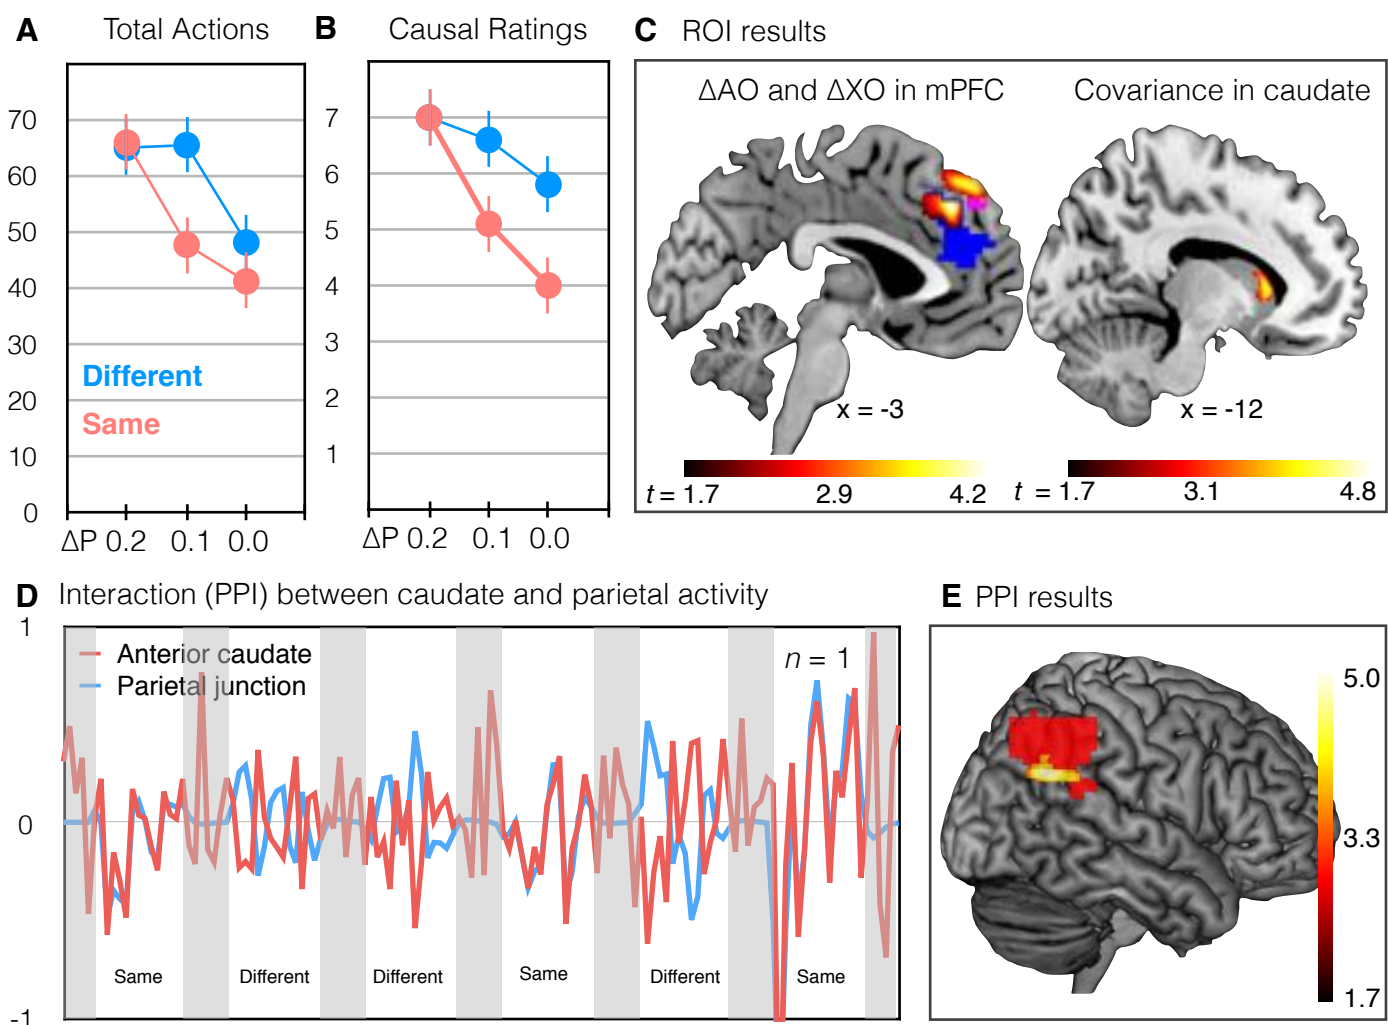 A Total Actions
70
60
50
40
30
20
10
0
Different
Same
ΔP 0.2 0.1 0.0
B Causal Ratings
7
6
5
4
3
2
1
ΔP 0.2 0.1 0.0
C ROI results
ΔAO and ΔXO in mPFC
x = -3
t = 1.7 2.9 4.2
Covariance in caudate
x = -12
t = 1.7 3.1 4.8
D Interaction (PPI) between caudate and parietal activity
1
0
-1
Anterior caudate
Parietal junction
n = 1
Same Different Different Same Different Same
E PPI results
5.0
3.3
1.7